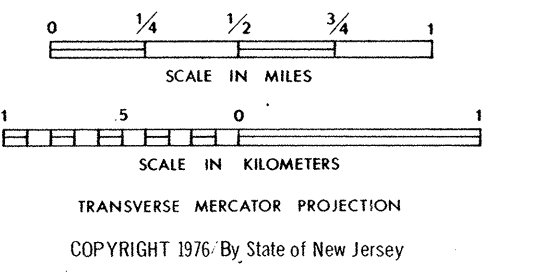 0 1/4 1/2 3/4 1
SCALE IN MILES
1 .5 0 1
SCALE IN KILOMETERS
TRANSVERSE MERCATOR PROJECTION
COPYRIGHT 1976 By State of New Jersey